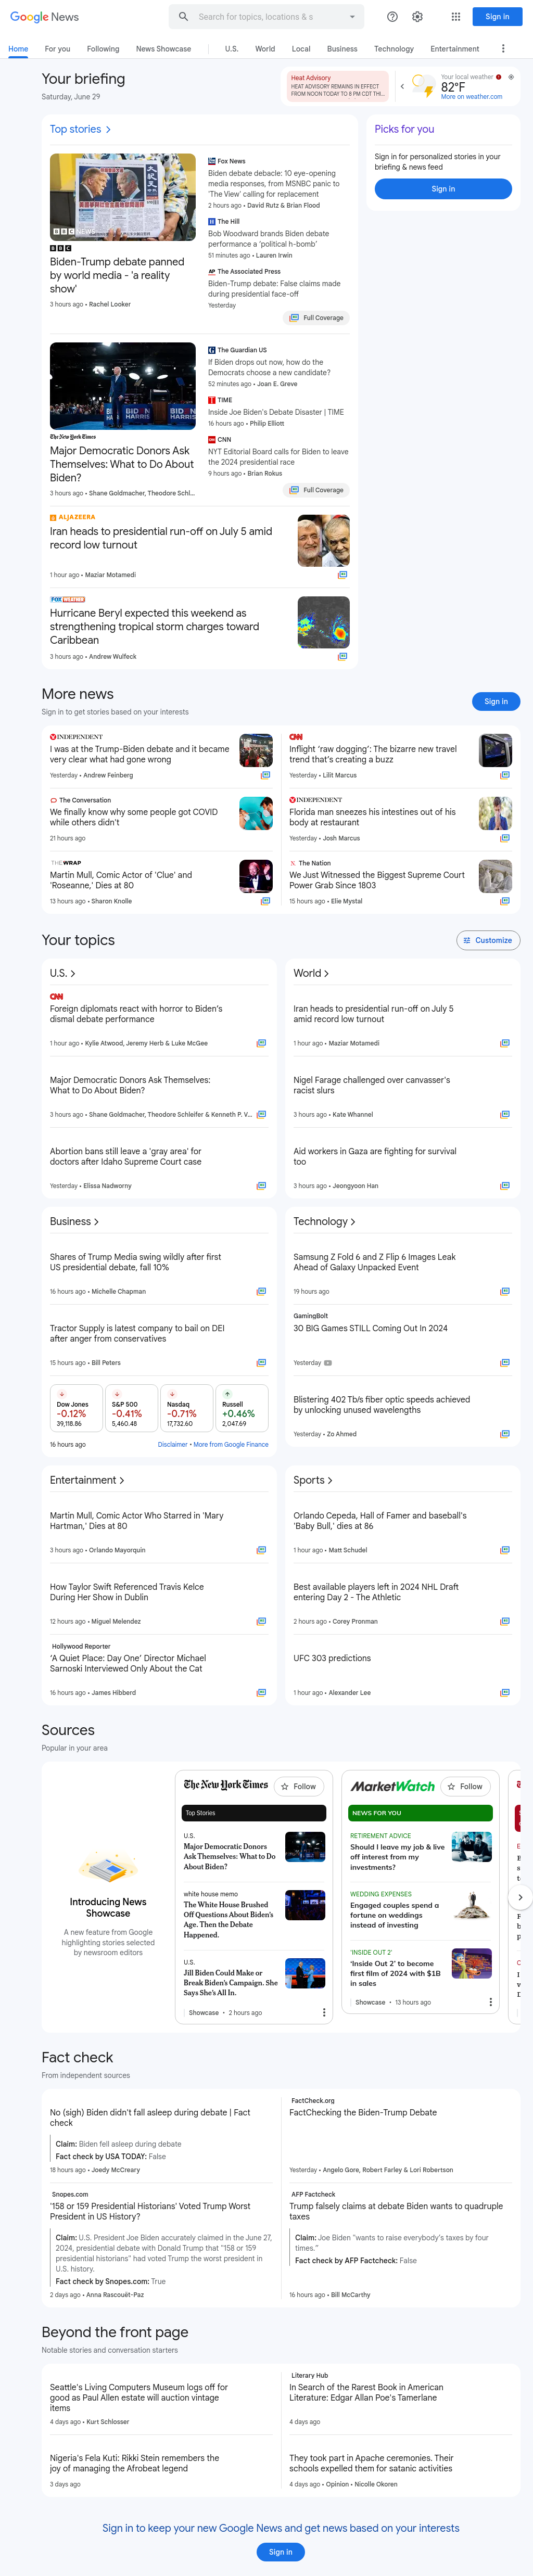 Google News
Search for topics, locations & s
Sign in
Home
For you
Following
News Showcase
U.S.
World
Local
Business
Technology
Entertainment
Your briefing
Saturday, June 29
Heat Advisory
HEAT ADVISORY REMAINS IN EFFECT
FROM NOON TODAY TO 8 PM CDT THI...
Your local weather
82°F
More on weather.com
Top stories
BBC NEWS
BBC
Biden-Trump debate panned
by world media - 'a reality
show'
3 hours ago • Rachel Looker
Fox News
Biden debate debacle: 10 eye-opening
media responses, from MSNBC panic to
'The View' calling for replacement
2 hours ago • David Rutz & Brian Flood
The Hill
Bob Woodward brands Biden debate
performance a 'political h-bomb'
51 minutes ago • Lauren Irwin
AP The Associated Press
Biden-Trump Debate: False claims made
during presidential face-off
Yesterday
Full Coverage
The New York Times
Major Democratic Donors Ask
Themselves: What to Do About
Biden?
3 hours ago • Shane Goldmacher, Theodore Schl...
The Guardian US
If Biden drops out now, how do the
Democrats choose a new candidate?
52 minutes ago • Joan E. Greve
TIME
Inside Joe Biden's Debate Disaster | TIME
16 hours ago • Philip Elliott
CNN
NYT Editorial Board calls for Biden to leave
the 2024 presidential race
9 hours ago • Brian Rokus
Full Coverage
ALJAZEERA
Iran heads to presidential run-off on July 5 amid
record low turnout
1 hour ago • Maziar Motamedi
FOX WEATHER
Hurricane Beryl expected this weekend as
strengthening tropical storm charges toward
Caribbean
3 hours ago • Andrew Wulfeck
Picks for you
Sign in for personalized stories in your
briefing & news feed
Sign in
More news
Sign in to get stories based on your interests
Sign in
INDEPENDENT
I was at the Trump-Biden debate and it became
very clear what had gone wrong
Yesterday • Andrew Feinberg
CNN
Inflight 'raw dogging': The bizarre new travel
trend that's creating a buzz
Yesterday • Lilit Marcus
The Conversation
We finally know why some people got COVID
while others didn't
21 hours ago
INDEPENDENT
Florida man sneezes his intestines out of his
body at restaurant
Yesterday • Josh Marcus
THEWRAP
Martin Mull, Comic Actor of 'Clue' and
'Roseanne,' Dies at 80
13 hours ago • Sharon Knolle
The Nation
We Just Witnessed the Biggest Supreme Court
Power Grab Since 1803
15 hours ago • Elie Mystal
Your topics
Customize
U.S.
CNN
Foreign diplomats react with horror to Biden's
dismal debate performance
1 hour ago • Kylie Atwood, Jeremy Herb & Luke McGee
Major Democratic Donors Ask Themselves:
What to Do About Biden?
3 hours ago • Shane Goldmacher, Theodore Schleifer & Kenneth P. V...
Abortion bans still leave a 'gray area' for
doctors after Idaho Supreme Court case
Yesterday • Elissa Nadworny
World
Iran heads to presidential run-off on July 5
amid record low turnout
1 hour ago • Maziar Motamedi
Nigel Farage challenged over canvasser's
racist slurs
3 hours ago • Kate Whannel
Aid workers in Gaza are fighting for survival
too
3 hours ago • Jeongyoon Han
Business
Shares of Trump Media swing wildly after first
US presidential debate, fall 10%
16 hours ago • Michelle Chapman
Tractor Supply is latest company to bail on DEI
after anger from conservatives
15 hours ago • Bill Peters
Dow Jones
-0.12%
39,118.86
S&P 500
-0.41%
5,460.48
Nasdaq
-0.71%
17,732.60
Russell
+0.46%
2,047.69
16 hours ago
Disclaimer • More from Google Finance
Technology
Samsung Z Fold 6 and Z Flip 6 Images Leak
Ahead of Galaxy Unpacked Event
19 hours ago
GamingBolt
30 BIG Games STILL Coming Out In 2024
Yesterday
Blistering 402 Tb/s fiber optic speeds achieved
by unlocking unused wavelengths
Yesterday • Zo Ahmed
Entertainment
Martin Mull, Comic Actor Who Starred in 'Mary
Hartman,' Dies at 80
3 hours ago • Orlando Mayorquin
How Taylor Swift Referenced Travis Kelce
During Her Show in Dublin
12 hours ago • Miguel Melendez
Hollywood Reporter
'A Quiet Place: Day One' Director Michael
Sarnoski Interviewed Only About the Cat
16 hours ago • James Hibberd
Sports
Orlando Cepeda, Hall of Famer and baseball's
'Baby Bull,' dies at 86
1 hour ago • Matt Schudel
Best available players left in 2024 NHL Draft
entering Day 2 - The Athletic
2 hours ago • Corey Pronman
UFC 303 predictions
1 hour ago • Alexander Lee
Sources
Popular in your area
Introducing News
Showcase
A new feature from Google
highlighting stories selected
by newsroom editors
The New York Times
Follow
Top Stories
U.S.
Major Democratic Donors
Ask Themselves: What to Do
About Biden?
white house memo
The White House Brushed
Off Questions About Biden's
Age. Then the Debate
Happened.
U.S.
Jill Biden Could Make or
Break Biden's Campaign. She
Says She's All In.
Showcase • 2 hours ago
MarketWatch
Follow
NEWS FOR YOU
RETIREMENT ADVICE
Should I leave my job & live
off interest from my
investments?
WEDDING EXPENSES
Engaged couples spend a
fortune on weddings
instead of investing
'INSIDE OUT 2'
'Inside Out 2' to become
first film of 2024 with $1B
in sales
Showcase • 13 hours ago
Fact check
From independent sources
No (sigh) Biden didn't fall asleep during debate | Fact
check
Claim: Biden fell asleep during debate
Fact check by USA TODAY: False
18 hours ago • Joedy McCreary
FactCheck.org
FactChecking the Biden-Trump Debate
Yesterday • Angelo Gore, Robert Farley & Lori Robertson
Snopes.com
'158 or 159 Presidential Historians' Voted Trump Worst
President in US History?
Claim: U.S. President Joe Biden accurately claimed in the June 27,
2024, presidential debate with Donald Trump that "158 or 159
presidential historians" had voted Trump the worst president in
U.S. history.
Fact check by Snopes.com: True
2 days ago • Anna Rascouët-Paz
AFP Factcheck
Trump falsely claims at debate Biden wants to quadruple
taxes
Claim: Joe Biden "wants to raise everybody's taxes by four
times."
Fact check by AFP Factcheck: False
16 hours ago • Bill McCarthy
Beyond the front page
Notable stories and conversation starters
Seattle's Living Computers Museum logs off for
good as Paul Allen estate will auction vintage
items
4 days ago • Kurt Schlosser
Literary Hub
In Search of the Rarest Book in American
Literature: Edgar Allan Poe's Tamerlane
4 days ago
Nigeria's Fela Kuti: Rikki Stein remembers the
joy of managing the Afrobeat legend
3 days ago
They took part in Apache ceremonies. Their
schools expelled them for satanic activities
4 days ago • Opinion • Nicolle Okoren
Sign in to keep your new Google News and get news based on your interests
Sign in